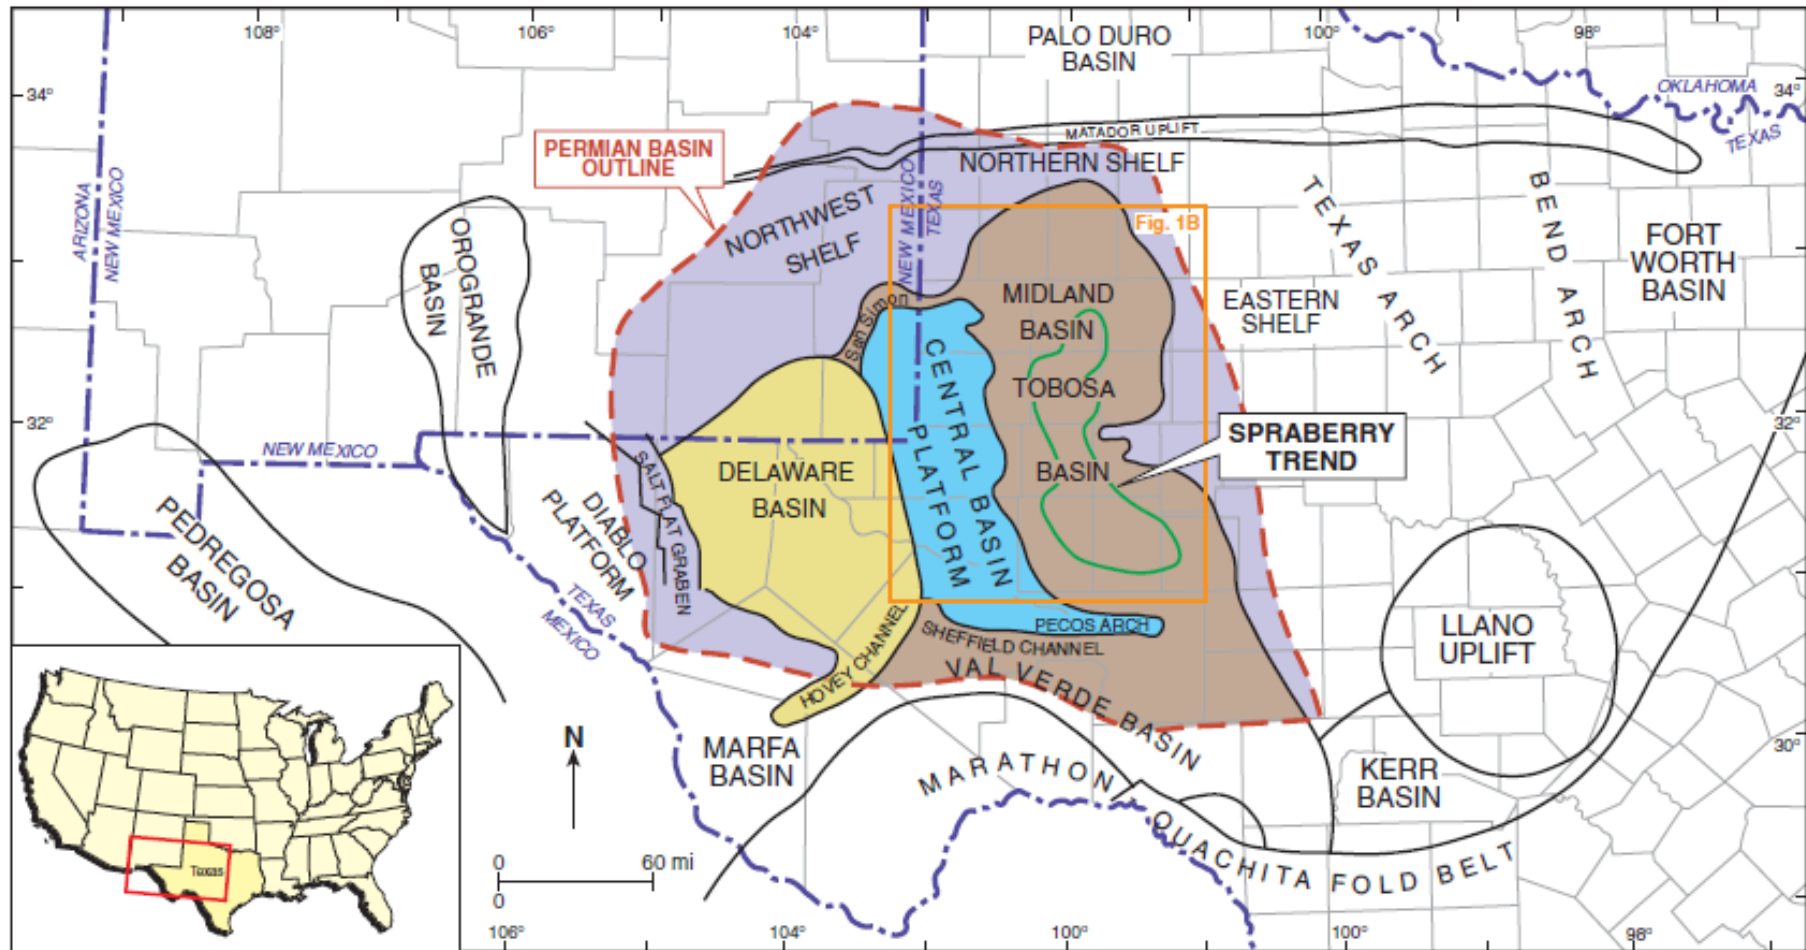 108°
106°
104°
100°
100°
98°
PALO DURO
BASIN
34°
OKLAHOMA
34°
TEXAS
MATADOR UPLIFT
PERMIAN BASIN
OUTLINE
NORTHERN SHELF
ARIZONA
NEW MEXICO
NEW MEXICO
TEXAS
NORTHWEST
SHELF
Fig. 1B
OROGRANDE
BASIN
TEXAS ARCH
BEND ARCH
FORT
WORTH
BASIN
EASTERN
SHELF
San Simon
MIDLAND
BASIN
TOBOSA
BASIN
CENTRAL BASIN
PLATFORM
32°
32°
SPRABERRY
TREND
NEW MEXICO
DELAWARE
BASIN
SALT FLAT GRABEN
DIABLO
PLATFORM
PEDREGOSA
BASIN
TEXAS
MEXICO
PECOS ARCH
SHEFFIELD CHANNEL
HOVEY CHANNEL
VAL VERDE BASIN
LLANO
UPLIFT
30°
MARFA
BASIN
KERR
BASIN
MARATHON
OUACHITA FOLD BELT
N
0
60 mi
0
Texas
106°
104°
100°
100°
98°